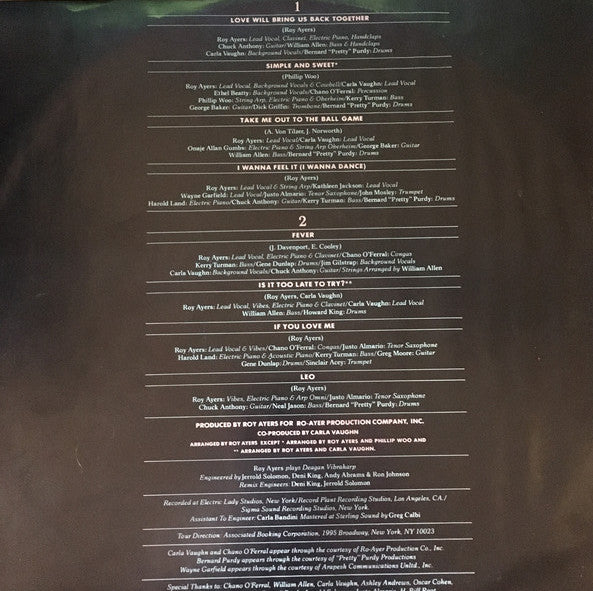 1
LOVE WILL BRING US BACK TOGETHER
(Roy Ayers)
Roy Ayers: Lead Vocal, Clavinet, Electric Piano, Handclaps
Chuck Anthony: Guitar/William Allen: Bass & Handclaps
Carla Vaughn: Background Vocals/Bernard "Pretty" Purdy: Drums
SIMPLE AND SWEET*
(Phillip Woo)
Roy Ayers: Lead Vocal, Background Vocals & Cowbell/Carla Vaughn: Lead Vocal
Ethel Beatty: Background Vocals/Chano O'Ferral: Percussion
Phillip Woo: String Arp, Electric Piano & Oberheim/Kerry Turman: Bass
George Baker: Guitar/Dick Griffin: Trombone/Bernard "Pretty" Purdy: Drums
TAKE ME OUT TO THE BALL GAME
(A. Von Tilzer, J. Norworth)
Roy Ayers: Lead Vocal/Carla Vaughn: Lead Vocal
Onaje Allan Gumbs: Electric Piano & String Arp Oberheim/George Baker: Guitar
William Allen: Bass/Bernard "Pretty" Purdy: Drums
I WANNA FEEL IT (I WANNA DANCE)
(Roy Ayers)
Roy Ayers: Lead Vocal & String Arp/Kathleen Jackson: Lead Vocal
Wayne Garfield: Lead Vocal/Justo Almario: Tenor Saxophone/John Mosley: Trumpet
Harold Land: Electric Piano/Chuck Anthony: Guitar/Kerry Turman: Bass/Bernard "Pretty" Purdy: Drums
2
FEVER
(J. Davenport, E. Cooley)
Roy Ayers: Lead Vocal, Electric Piano & Clavinet/Chano O'Ferral: Congas
Kerry Turman: Bass/Gene Dunlap: Drums/Jim Gilstrap: Background Vocals
Carla Vaughn: Background Vocals/Chuck Anthony: Guitar/Strings Arranged by William Allen
IS IT TOO LATE TO TRY?**
(Roy Ayers, Carla Vaughn)
Roy Ayers: Lead Vocal, Vibes, Electric Piano & Clavinet/Carla Vaughn: Lead Vocal
William Allen: Bass/Howard King: Drums
IF YOU LOVE ME
(Roy Ayers)
Roy Ayers: Lead Vocal & Vibes/Chano O'Ferral: Congas/Justo Almario: Tenor Saxophone
Harold Land: Electric Piano & Acoustic Piano/Kerry Turman: Bass/Greg Moore: Guitar
Gene Dunlap: Drums/Sinclair Acey: Trumpet
LEO
(Roy Ayers)
Roy Ayers: Vibes, Electric Piano & Arp Omni/Justo Almario: Tenor Saxophone
Chuck Anthony: Guitar/Neal Jason: Bass/Bernard "Pretty" Purdy: Drums
PRODUCED BY ROY AYERS FOR RO-AYER PRODUCTION COMPANY, INC.
CO-PRODUCED BY CARLA VAUGHN
ARRANGED BY ROY AYERS EXCEPT * ARRANGED BY ROY AYERS AND PHILLIP WOO AND
** ARRANGED BY ROY AYERS AND CARLA VAUGHN.
Roy Ayers plays Deagan Vibraharp
Engineered by Jerrold Solomon, Deni King, Andy Abrams & Ron Johnson
Remix Engineers: Deni King, Jerrold Solomon
Recorded at Electric Lady Studios, New York/Record Plant Recording Studios, Los Angeles, CA./
Sigma Sound Recording Studios, New York.
Assistant To Engineer: Carla Bandini Mastered at Sterling Sound by Greg Calbi
Tour Direction: Associated Booking Corporation, 1995 Broadway, New York, NY 10023
Carla Vaughn and Chano O'Ferral appear through the courtesy of Ro-Ayer Production Co., Inc.
Bernard Purdy appears through the courtesy of "Pretty" Purdy Productions
Wayne Garfield appears through the courtesy of Arapesh Communications Unltd., Inc.
Special Thanks to: Chano O'Ferral, William Allen, Carla Vaughn, Ashley Andrews, Oscar Cohen,